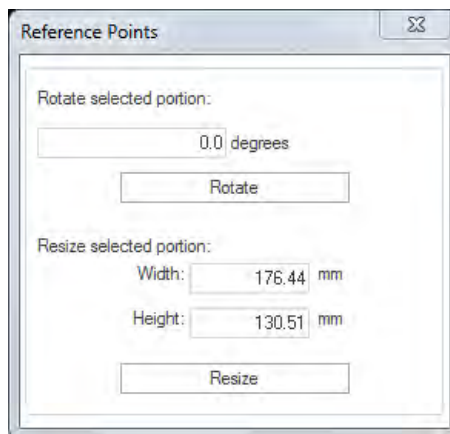 Reference Points
Rotate selected portion:
0.0 degrees
Rotate
Resize selected portion:
Width: 176.44 mm
Height: 130.51 mm
Resize